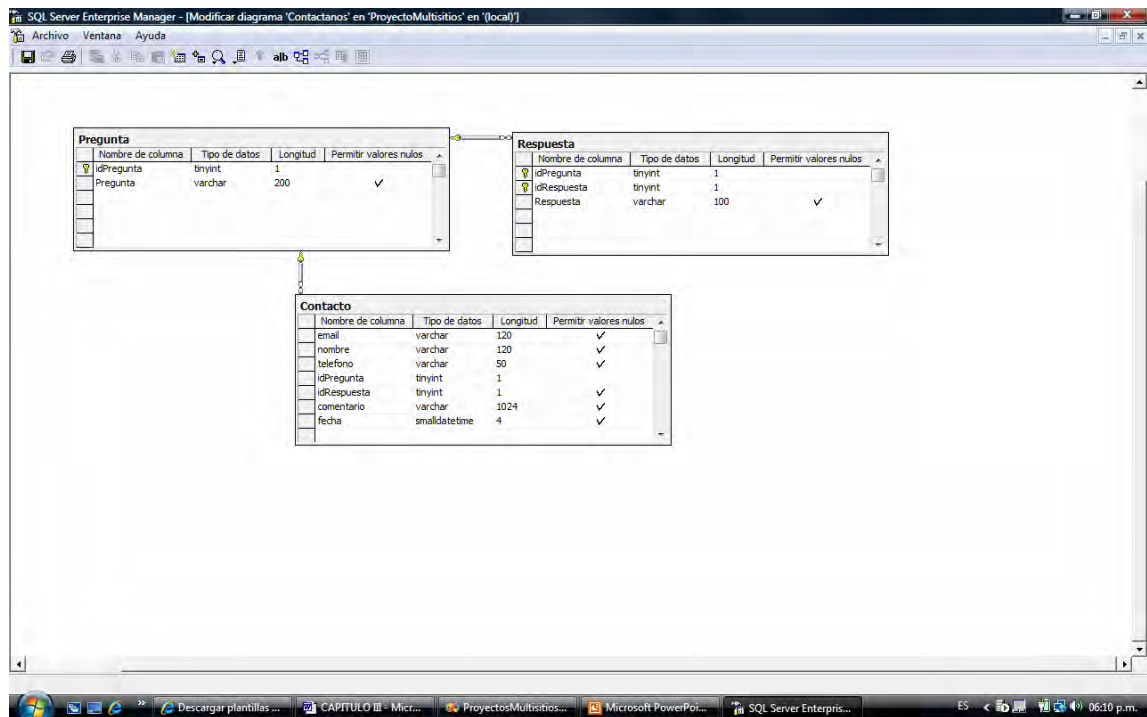 SQL Server Enterprise Manager - [Modificar diagrama 'Contactanos' en 'ProyectoMultisitios' en '(local)']
Archivo Ventana Ayuda
alb
Pregunta
Nombre de columna Tipo de datos Longitud Permitir valores nulos
idPregunta tinyint 1
Pregunta varchar 200
Respuesta
Nombre de columna Tipo de datos Longitud Permitir valores nulos
idPregunta tinyint 1
idRespuesta tinyint 1
Respuesta varchar 100
Contacto
Nombre de columna Tipo de datos Longitud Permitir valores nulos
email varchar 120
nombre varchar 120
telefono varchar 50
idPregunta tinyint 1
idRespuesta tinyint 1
comentario varchar 1024
fecha smalldatetime 4
Descargar plantillas ... CAPITULO III - Micr... ProyectosMultisitios... Microsoft PowerPoi... SQL Server Enterpris... ES 06:10 p.m.